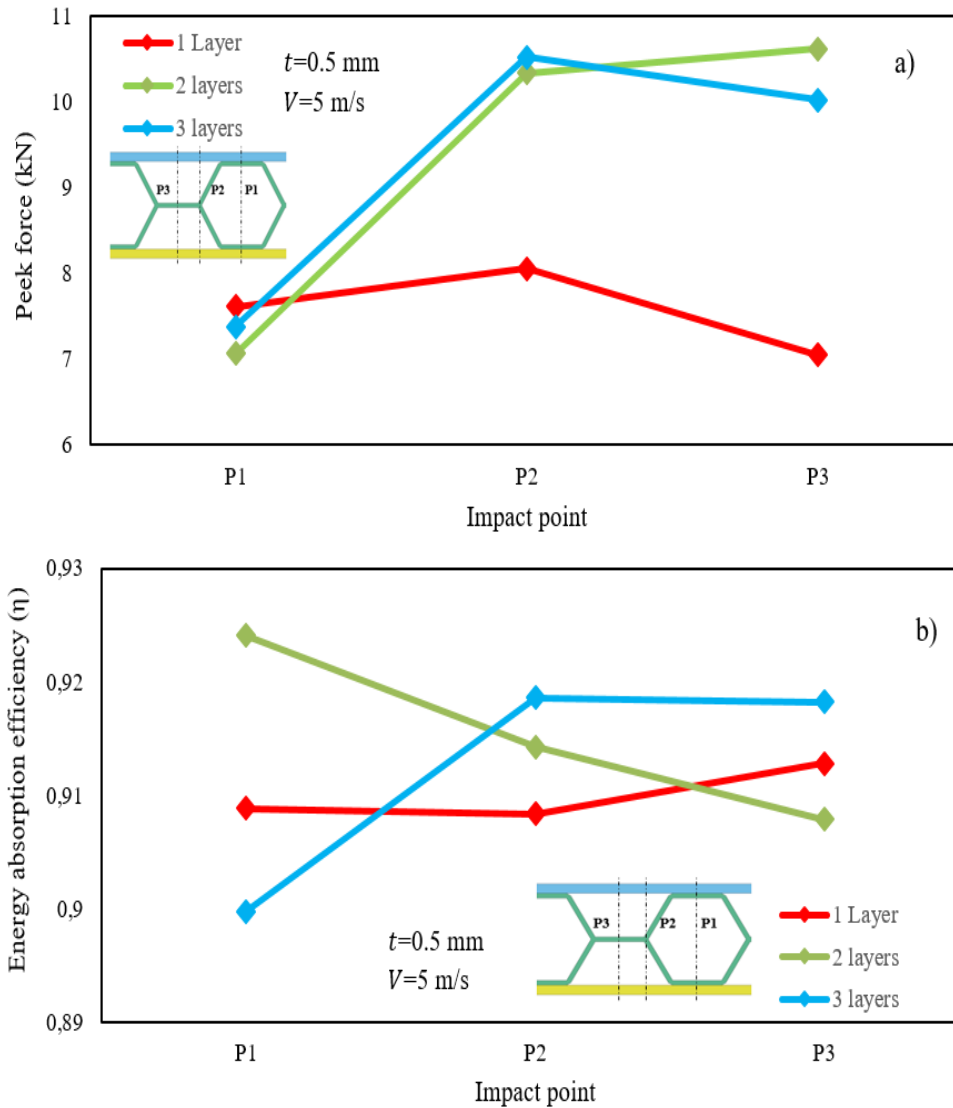 11
10
9
8
7
6
Peek force (kN)
1 Layer
2 layers
3 layers
t=0.5 mm
V=5 m/s
a)
P3 P2 P1
P1 P2 P3
Impact point
0,93
0,92
0,91
0,9
0,89
Energy absorption efficiency (η)
b)
t=0.5 mm
V=5 m/s
P3 P2 P1
1 Layer
2 layers
3 layers
P1 P2 P3
Impact point